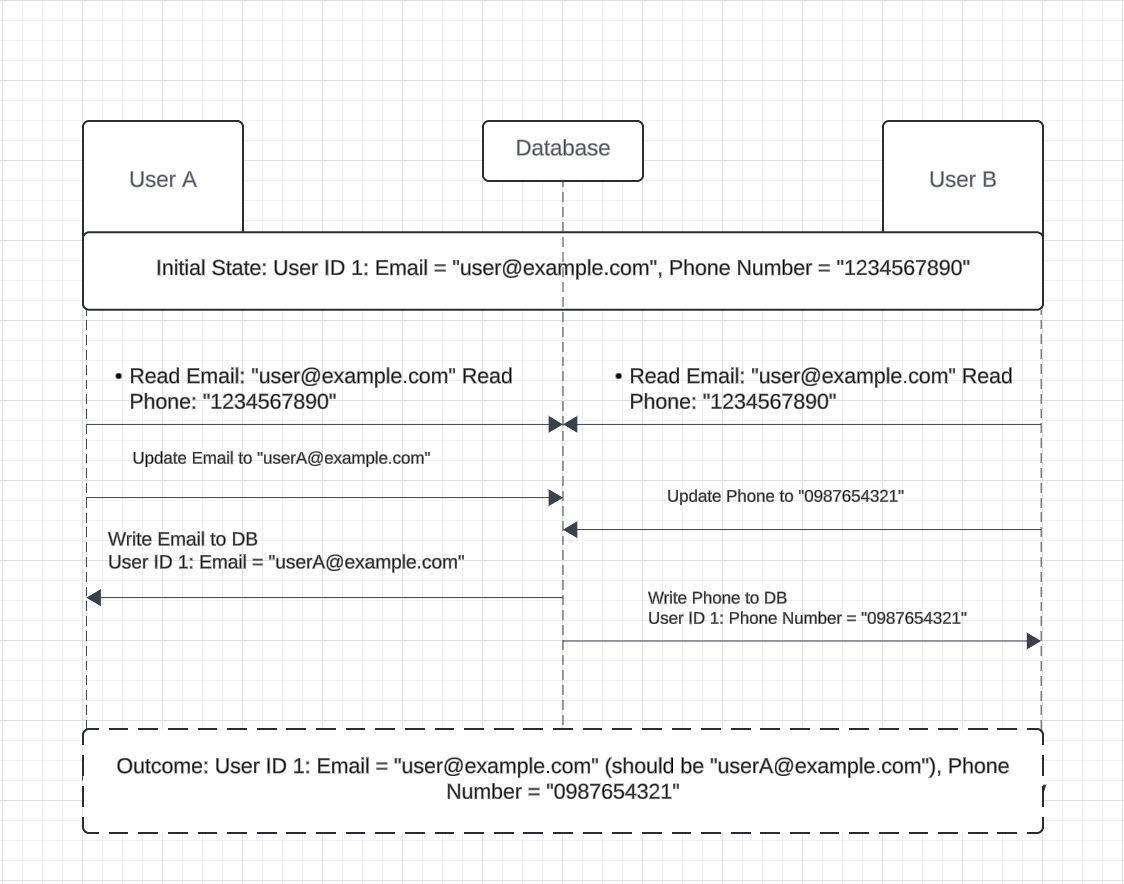 User A
Database
User B
Initial State: User ID 1: Email = "user@example.com", Phone Number = "1234567890"
• Read Email: "user@example.com" Read
Phone: "1234567890"
• Read Email: "user@example.com" Read
Phone: "1234567890"
Update Email to "userA@example.com"
Update Phone to "0987654321"
Write Email to DB
User ID 1: Email = "userA@example.com"
Write Phone to DB
User ID 1: Phone Number = "0987654321"
Outcome: User ID 1: Email = "user@example.com" (should be "userA@example.com"), Phone
Number = "0987654321"